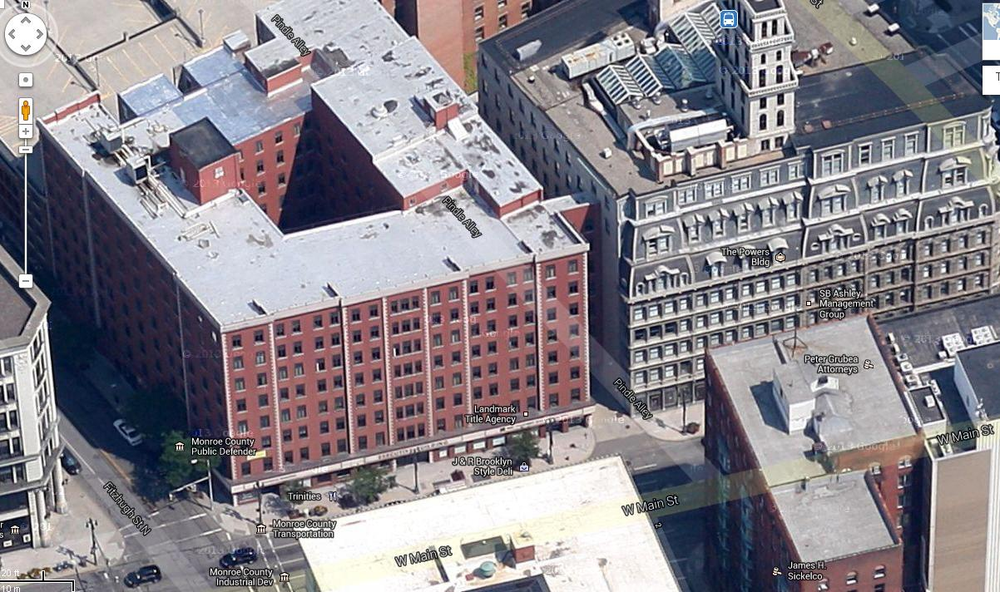 N
Pindle Alley
© 2013 Google
Pindle Alley
The Powers
Bldg
SB Ashley
Management
Group
Peter Grubea
Attorneys
Pindle Alley
Landmark
Title Agency
W Main St
Monroe County
Public Defender
J & R Brooklyn
Style Deli
Trinities
Fitzhugh St N
W Main St
Monroe County
Transportation
W Main St
Monroe County
Industrial Dev
James H.
Sickelco
20 ft
10 m